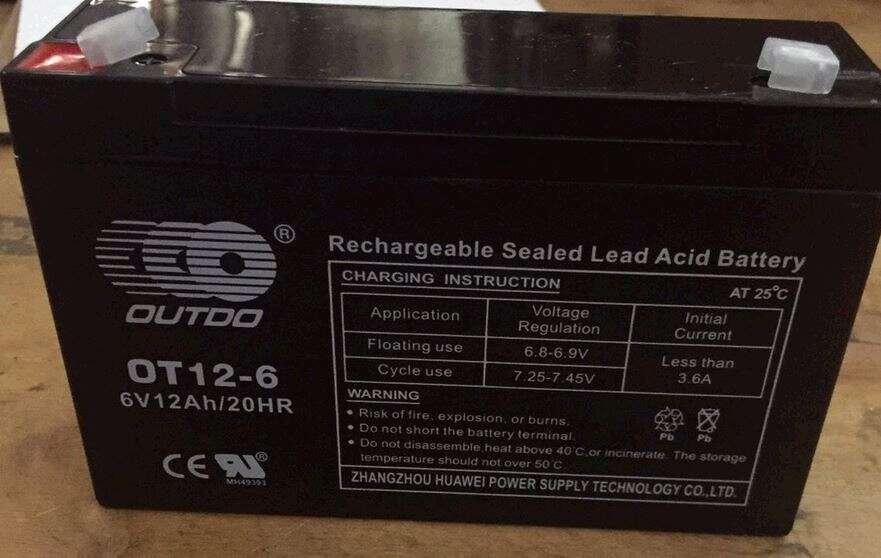 OUTDO ®
OT12-6
6V12Ah/20HR
CE RU ®
MH49393
Rechargeable Sealed Lead Acid Battery
CHARGING INSTRUCTION AT 25°C
Application Voltage Regulation Initial Current
Floating use 6.8-6.9V Less than 3.6A
Cycle use 7.25-7.45V
WARNING
• Risk of fire, explosion, or burns.
• Do not short the battery terminal.
• Do not disassemble,heat above 40°C,or incinerate. The storage
temperature should not over 50°C.
Pb Pb
ZHANGZHOU HUAWEI POWER SUPPLY TECHNOLOGY CO.,LTD.